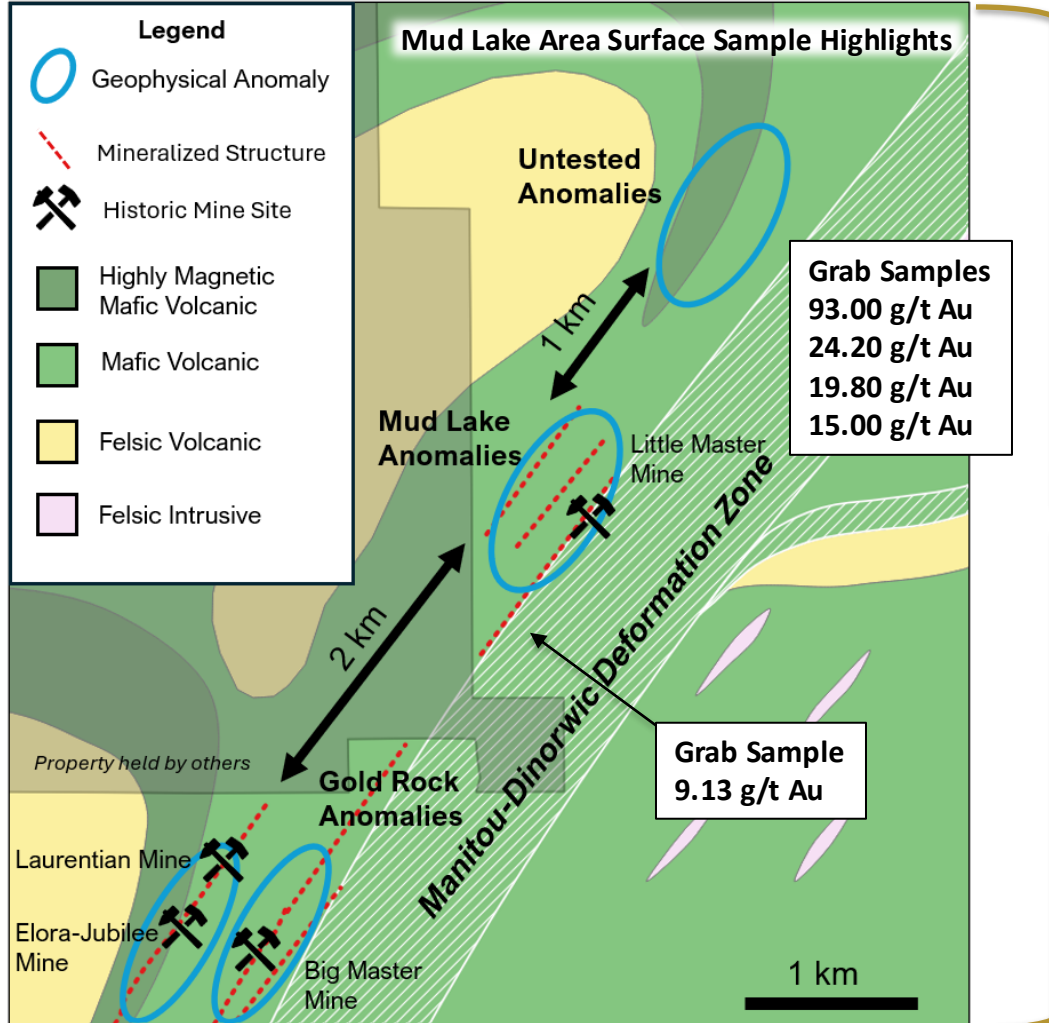 Legend
Geophysical Anomaly
Mineralized Structure
Historic Mine Site
Highly Magnetic
Mafic Volcanic
Mafic Volcanic
Felsic Volcanic
Felsic Intrusive
Mud Lake Area Surface Sample Highlights
Untested
Anomalies
Grab Samples
93.00 g/t Au
24.20 g/t Au
19.80 g/t Au
15.00 g/t Au
1 km
Mud Lake
Anomalies
Little Master
Mine
Manitou-Dinorwic Deformation Zone
2 km
Grab Sample
9.13 g/t Au
Property held by others
Gold Rock
Anomalies
Laurentian Mine
Elora-Jubilee
Mine
Big Master
Mine
1 km